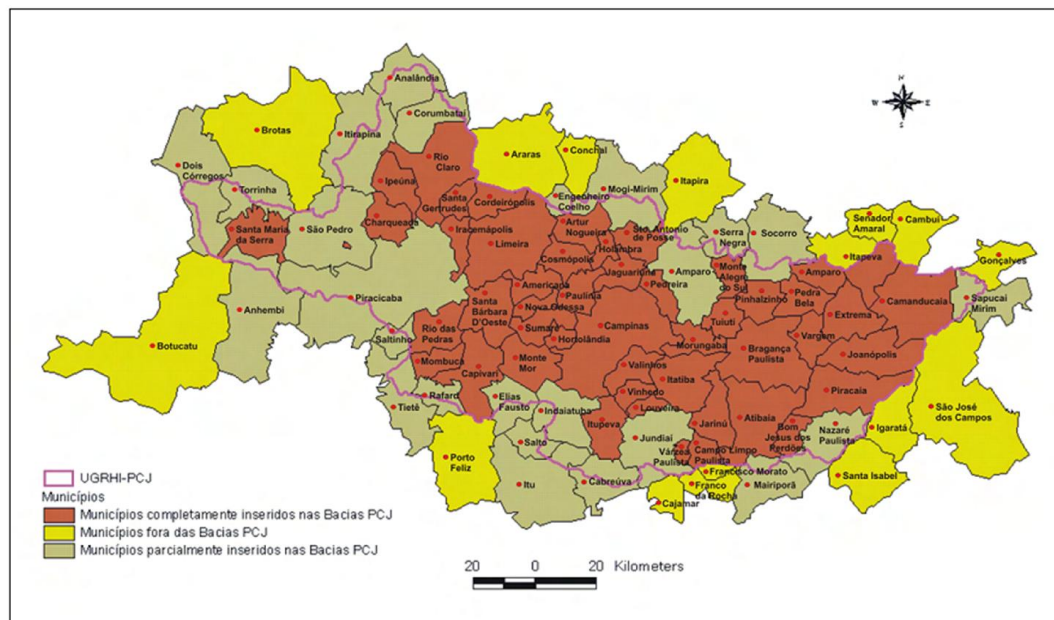 N
W
E
S
Analândia
Corumbataí
Brotas
Itirapina
Rio
Claro
Araras
Conchal
Dois
Córregos
Torrinha
Ipeúna
Santa
Gertrudes
Cordeirópolis
Engenheiro
Coelho
Mogi-Mirim
Itapira
Santa Maria
da Serra
São Pedro
Charqueada
Iracemápolis
Limeira
Artur
Nogueira
Holambra
Sto. Antonio
de Posse
Serra
Negra
Socorro
Senador
Amaral
Cambuí
Itapeva
Gonçalves
Cosmópolis
Jaguariúna
Pedreira
Amparo
Monte
Alegre
do Sul
Pinhalzinho
Amparo
Pedra
Bela
Camanducaia
Sapucaí
Mirim
Piracicaba
Anhembi
Botucatu
Saltinho
Santa
Bárbara
D'Oeste
Americana
Paulínia
Nova Odessa
Sumaré
Hortolândia
Campinas
Tuiuti
Extrema
Vargem
Morungaba
Bragança
Paulista
Joanópolis
Rio das
Pedras
Mombuca
Capivari
Monte
Mor
Valinhos
Itatiba
Vinhedo
Louveira
Piracaia
Rafard
Tietê
Elias
Fausto
Indaiatuba
Itupeva
Jundiaí
Jarinú
Atibaia
Bom
Jesus dos
Perdões
Nazaré
Paulista
Igaratá
São José
dos Campos
Porto
Feliz
Salto
Itu
Cabreúva
Várzea
Paulista
Campo Limpo
Paulista
Francisco Morato
Franco
da Rocha
Cajamar
Mairiporã
Santa Isabel
UGRHI-PCJ
Municípios
Municípios completamente inseridos nas Bacias PCJ
Municípios fora das Bacias PCJ
Municípios parcialmente inseridos nas Bacias PCJ
20 0 20 Kilometers